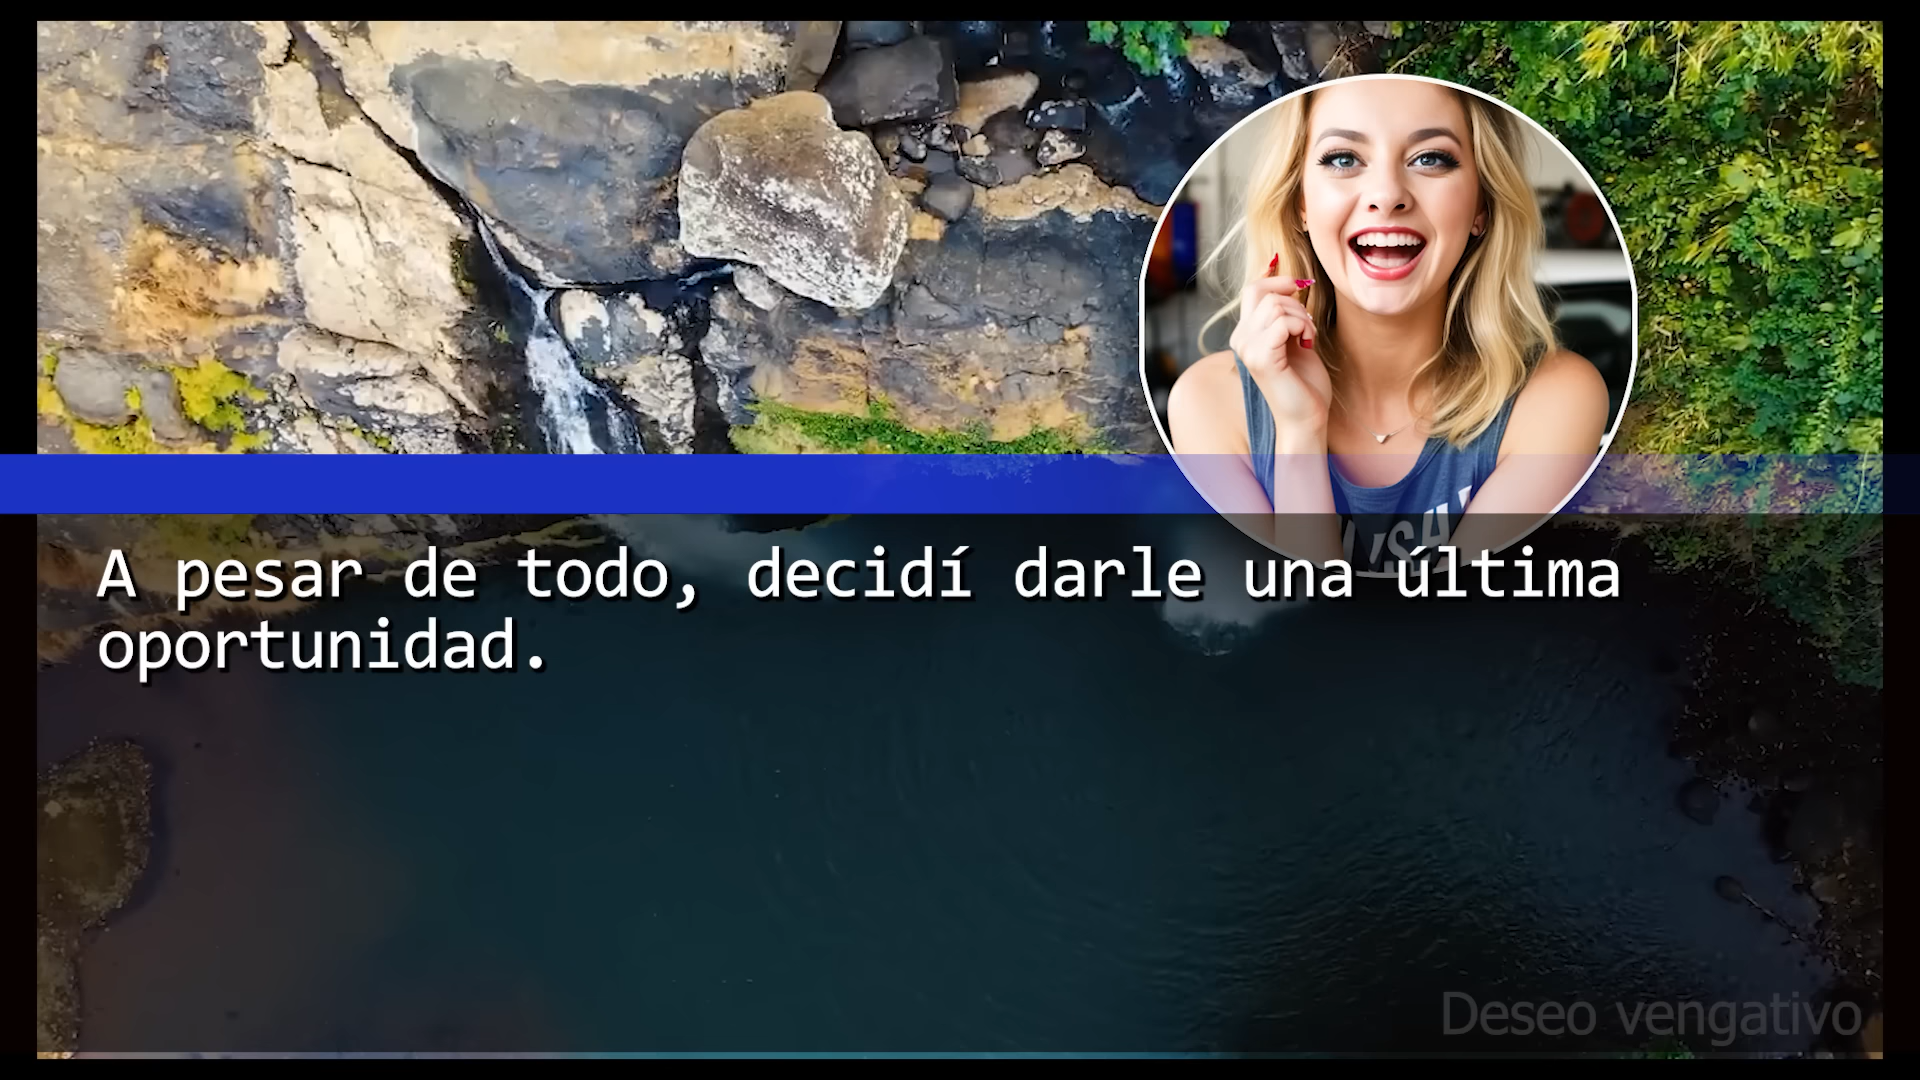 A pesar de todo, decidí darle una última
oportunidad.
Deseo vengativo